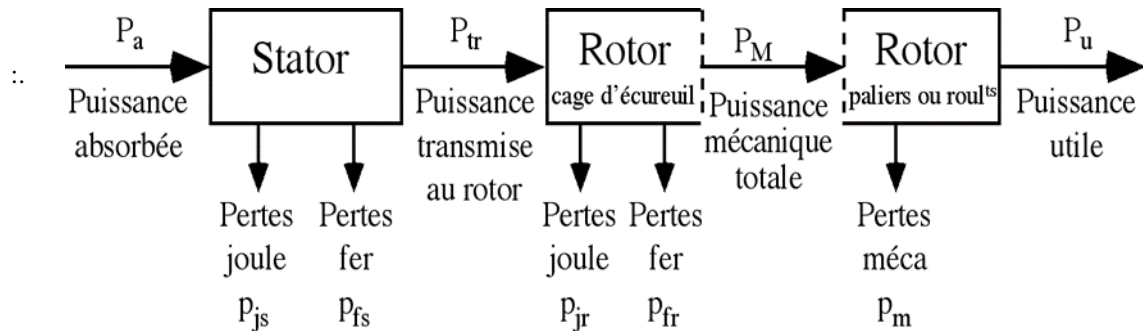 :.
P_a
Puissance
absorbée
Stator
P_tr
Puissance
transmise
au rotor
Rotor
cage d'écureuil
P_M
Puissance
mécanique
totale
Rotor
paliers ou roul^ts
P_u
Puissance
utile
Pertes
joule
p_js
Pertes
fer
p_fs
Pertes
joule
p_jr
Pertes
fer
p_fr
Pertes
méca
p_m